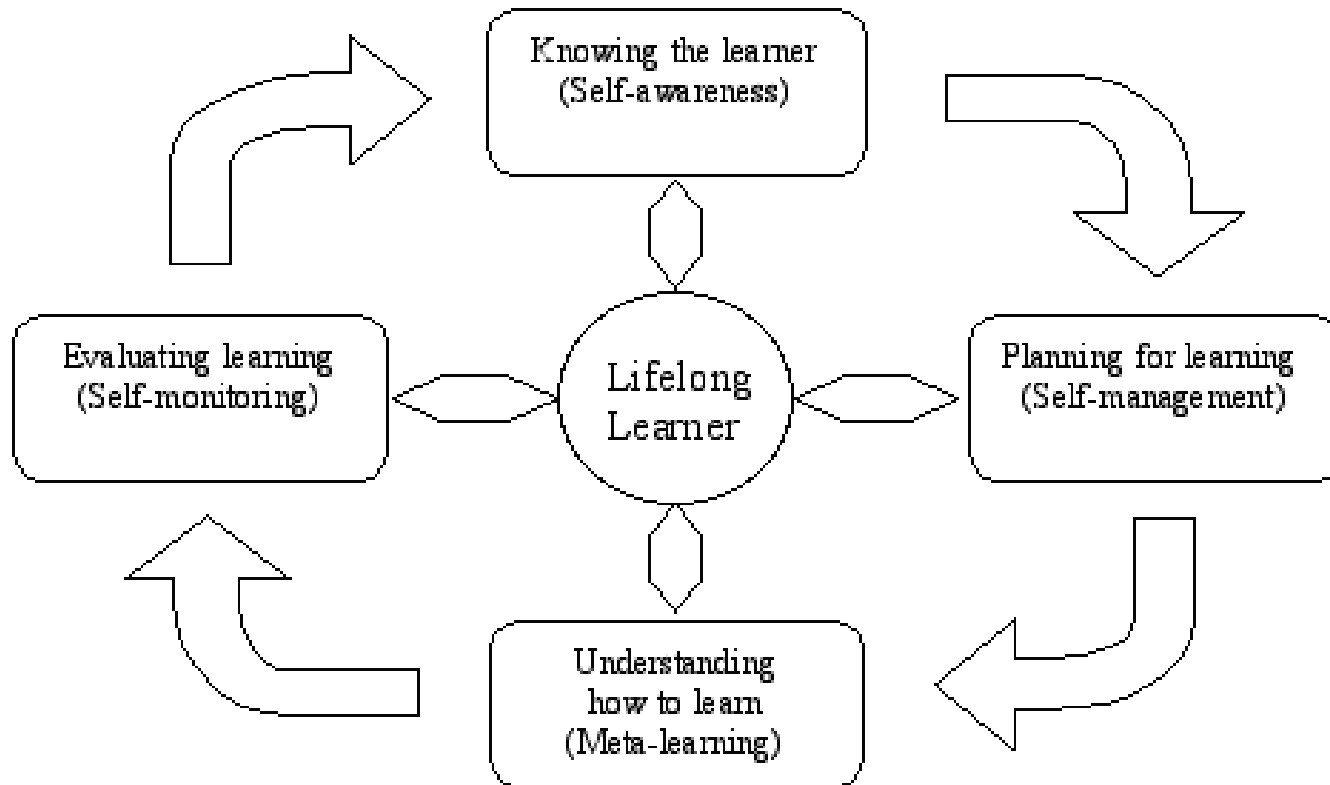 Knowing the learner
(Self-awareness)
Evaluating learning
(Self-monitoring)
Lifelong
Learner
Planning for learning
(Self-management)
Understanding
how to learn
(Meta-learning)